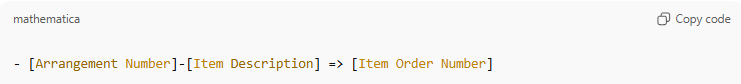 mathematica
Copy code
- [Arrangement Number]-[Item Description] => [Item Order Number]